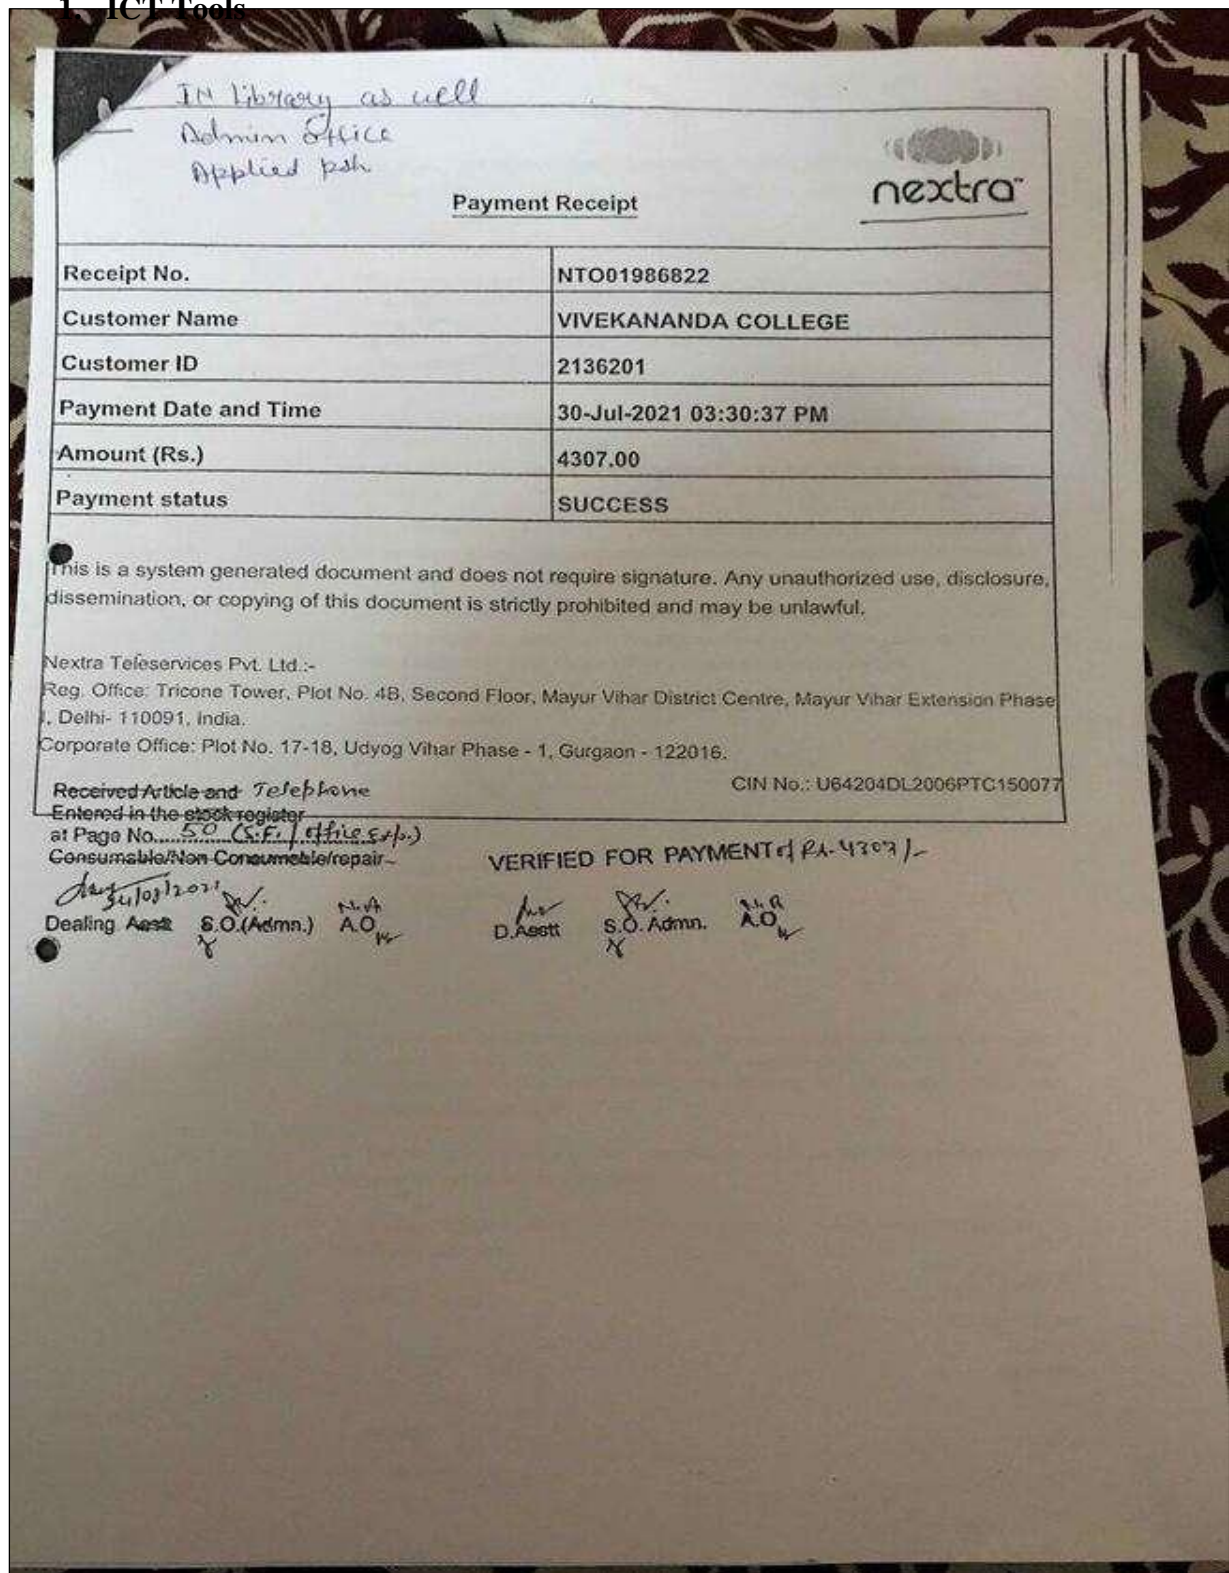 1. ICT Tools
IN library as well
Admin Office
Applied psh
nextra
Payment Receipt
Receipt No. NTO01986822
Customer Name VIVEKANANDA COLLEGE
Customer ID 2136201
Payment Date and Time 30-Jul-2021 03:30:37 PM
Amount (Rs.) 4307.00
Payment status SUCCESS
This is a system generated document and does not require signature. Any unauthorized use, disclosure,
dissemination, or copying of this document is strictly prohibited and may be unlawful.
Nextra Teleservices Pvt. Ltd.:-
Reg. Office: Tricone Tower, Plot No. 4B, Second Floor, Mayur Vihar District Centre, Mayur Vihar Extension Phase
I, Delhi- 110091, India.
Corporate Office: Plot No. 17-18, Udyog Vihar Phase - 1, Gurgaon - 122016.
CIN No.: U64204DL2006PTC150077
Received Article and Telephone
Entered in the stock register
at Page No. 50 (S.F. / office Exp.)
Consumable/Non Consumable/repair
VERIFIED FOR PAYMENT of Rs. 4307/-
Dealing Asstt S.O.(Admn.) A.O.
D.Asstt S.O. Admn. A.O.